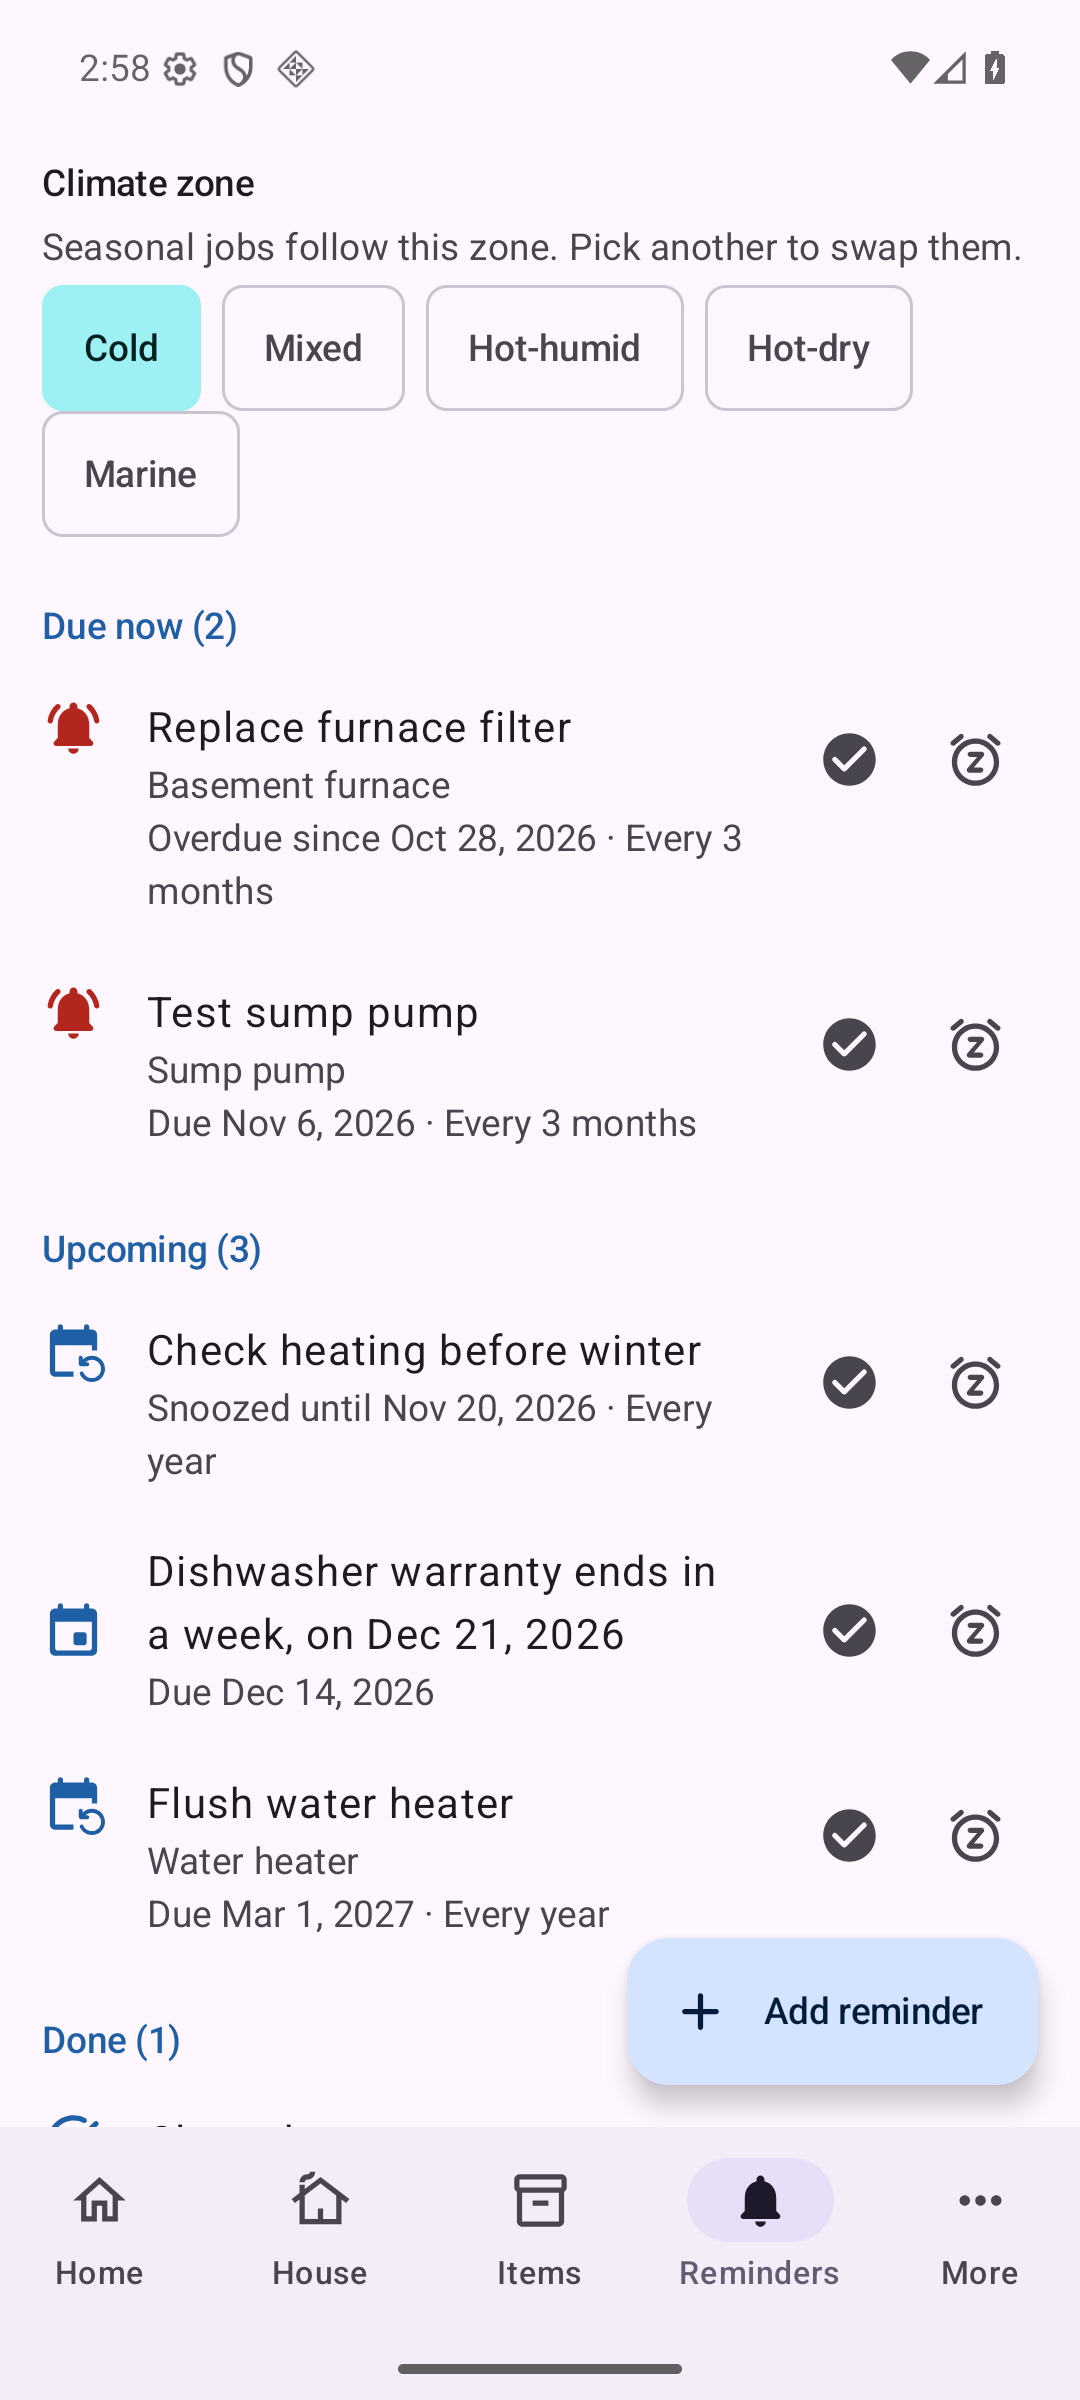 2:58
Climate zone
Seasonal jobs follow this zone. Pick another to swap them.
Cold
Mixed
Hot-humid
Hot-dry
Marine
Due now (2)
Replace furnace filter
Basement furnace
Overdue since Oct 28, 2026 · Every 3
months
Test sump pump
Sump pump
Due Nov 6, 2026 · Every 3 months
Upcoming (3)
Check heating before winter
Snoozed until Nov 20, 2026 · Every
year
Dishwasher warranty ends in
a week, on Dec 21, 2026
Due Dec 14, 2026
Flush water heater
Water heater
Due Mar 1, 2027 · Every year
Add reminder
Done (1)
Home
House
Items
Reminders
More